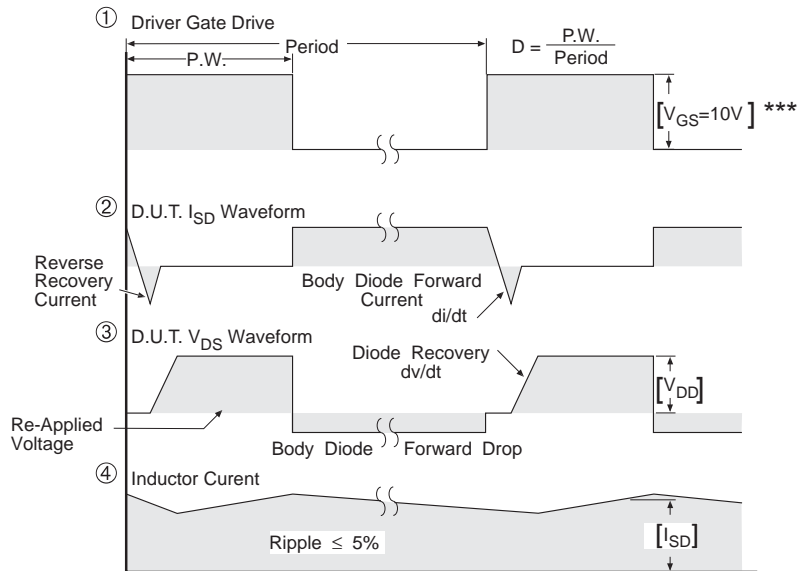 ① Driver Gate Drive
Period
P.W.
D = P.W. / Period
[VGS=10V] ***
② D.U.T. ISD Waveform
Reverse
Recovery
Current
Body Diode Forward
Current
di/dt
③ D.U.T. VDS Waveform
Diode Recovery
dv/dt
[VDD]
Re-Applied
Voltage
Body Diode Forward Drop
④ Inductor Curent
Ripple ≤ 5%
[ISD]